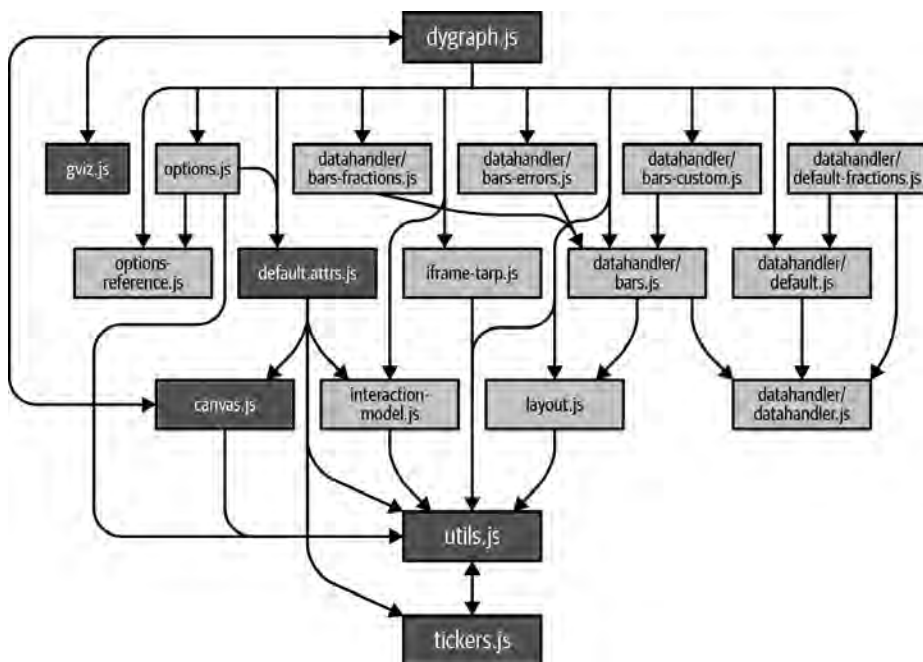 dygraph.js
gviz.js
options.js
datahandler/
bars-fractions.js
datahandler/
bars-errors.js
datahandler/
bars-custom.js
datahandler/
default-fractions.js
options-
reference.js
default.attrs.js
iframe-tarp.js
datahandler/
bars.js
datahandler/
default.js
canvas.js
interaction-
model.js
layout.js
datahandler/
datahandler.js
utils.js
tickers.js